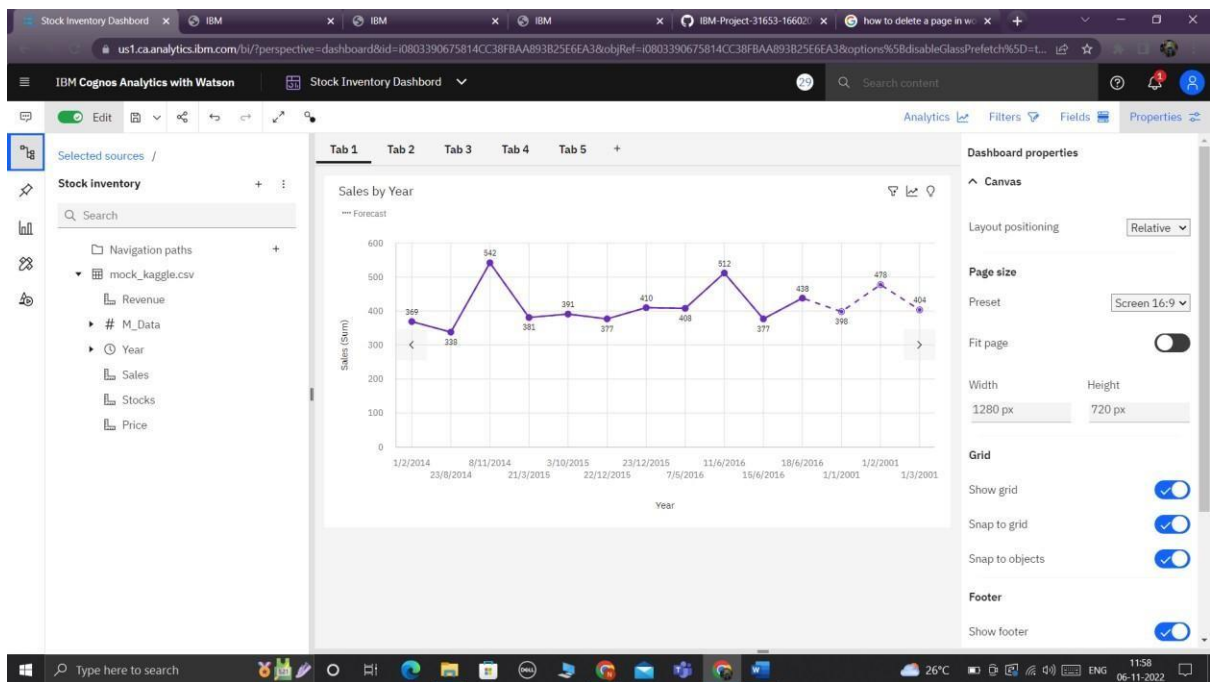 Stock Inventory Dashbord
IBM
IBM
IBM
IBM-Project-31653-166020
how to delete a page in wo
us1.ca.analytics.ibm.com/bi/?perspective=dashboard&id=i0803390675814CC38FBAA893B25E6EA3&objRef=i0803390675814CC38FBAA893B25E6EA3&options%5BdisableGlassPrefetch%5D=t...
IBM Cognos Analytics with Watson
Stock Inventory Dashbord
29
Search content
1
Edit
Analytics
Filters
Fields
Properties
Selected sources /
Stock inventory
Search
Navigation paths
mock_kaggle.csv
Revenue
# M_Data
Year
Sales
Stocks
Price
Tab 1 Tab 2 Tab 3 Tab 4 Tab 5 +
Sales by Year
Forecast
600
500
400
300
200
100
0
Sales (Sum)
369
338
542
381
391
377
410
408
512
377
438
398
478
404
1/2/2014 8/11/2014 3/10/2015 23/12/2015 11/6/2016 18/6/2016 1/2/2001
23/8/2014 21/3/2015 22/12/2015 7/5/2016 15/6/2016 1/1/2001 1/3/2001
Year
Dashboard properties
Canvas
Layout positioning
Relative
Page size
Preset
Screen 16:9
Fit page
Width Height
1280 px 720 px
Grid
Show grid
Snap to grid
Snap to objects
Footer
Show footer
Type here to search
DELL
26°C
ENG
11:58
06-11-2022